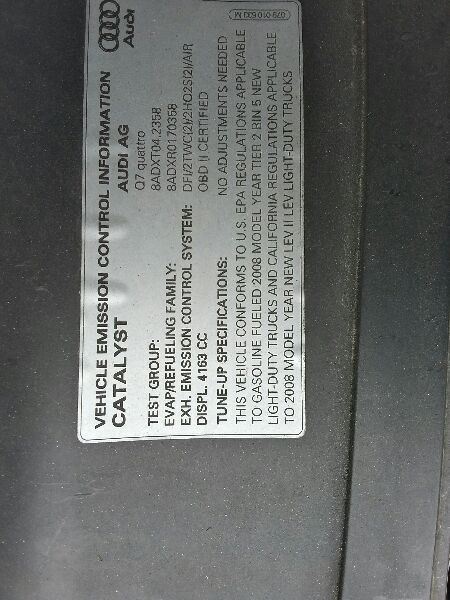 VEHICLE EMISSION CONTROL INFORMATION
CATALYST AUDI AG
Audi
Q7 quattro
TEST GROUP: 8ADXT04.2358
EVAP/REFUELING FAMILY: 8ADXR0170358
EXH. EMISSION CONTROL SYSTEM: DFI/2TWC(2)/2HO2S(2)/AIR
DISPL. 4163 CC OBD II CERTIFIED
TUNE-UP SPECIFICATIONS: NO ADJUSTMENTS NEEDED
THIS VEHICLE CONFORMS TO U.S. EPA REGULATIONS APPLICABLE
TO GASOLINE FUELED 2008 MODEL YEAR TIER 2 BIN 5 NEW
LIGHT-DUTY TRUCKS AND CALIFORNIA REGULATIONS APPLICABLE
TO 2008 MODEL YEAR NEW LEV II LEV LIGHT-DUTY TRUCKS